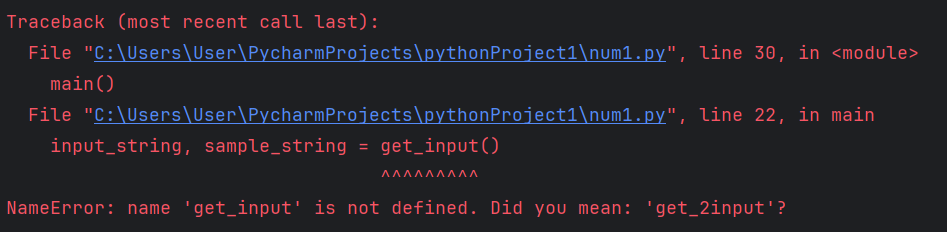 Traceback (most recent call last):
  File "C:\Users\User\PycharmProjects\pythonProject1\num1.py", line 30, in <module>
    main()
  File "C:\Users\User\PycharmProjects\pythonProject1\num1.py", line 22, in main
    input_string, sample_string = get_input()
                                  ^^^^^^^^^
NameError: name 'get_input' is not defined. Did you mean: 'get_2input'?